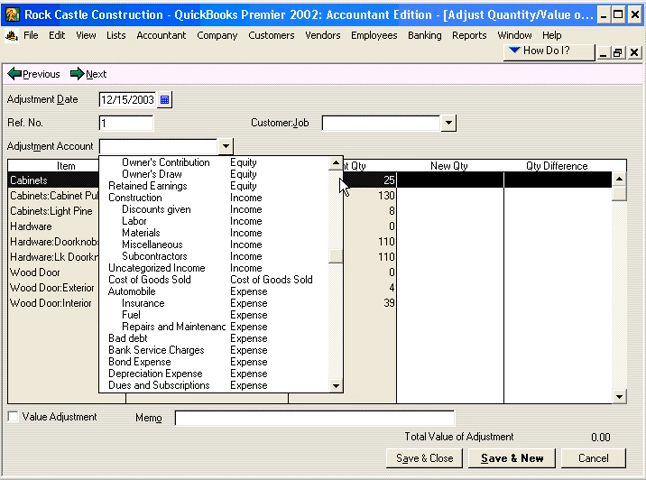 Rock Castle Construction - QuickBooks Premier 2002: Accountant Edition - [Adjust Quantity/Value o...
File Edit View Lists Accountant Company Customers Vendors Employees Banking Reports Window Help
How Do I?
Previous Next
Adjustment Date 12/15/2003
Ref. No. 1 Customer:Job
Adjustment Account
Item Qty New Qty Qty Difference
Cabinets 25
Cabinets:Cabinet Pul 130
Cabinets:Light Pine 8
Hardware 0
Hardware:Doorknobs 110
Hardware:Lk Doorkn 110
Wood Door 0
Wood Door:Exterior 4
Wood Door:Interior 39
Owner's Contribution Equity
Owner's Draw Equity
Retained Earnings Equity
Construction Income
Discounts given Income
Labor Income
Materials Income
Miscellaneous Income
Subcontractors Income
Uncategorized Income Income
Cost of Goods Sold Cost of Goods Sold
Automobile Expense
Insurance Expense
Fuel Expense
Repairs and Maintenanc Expense
Bad debt Expense
Bank Service Charges Expense
Bond Expense Expense
Depreciation Expense Expense
Dues and Subscriptions Expense
Value Adjustment Memo
Total Value of Adjustment 0.00
Save & Close Save & New Cancel